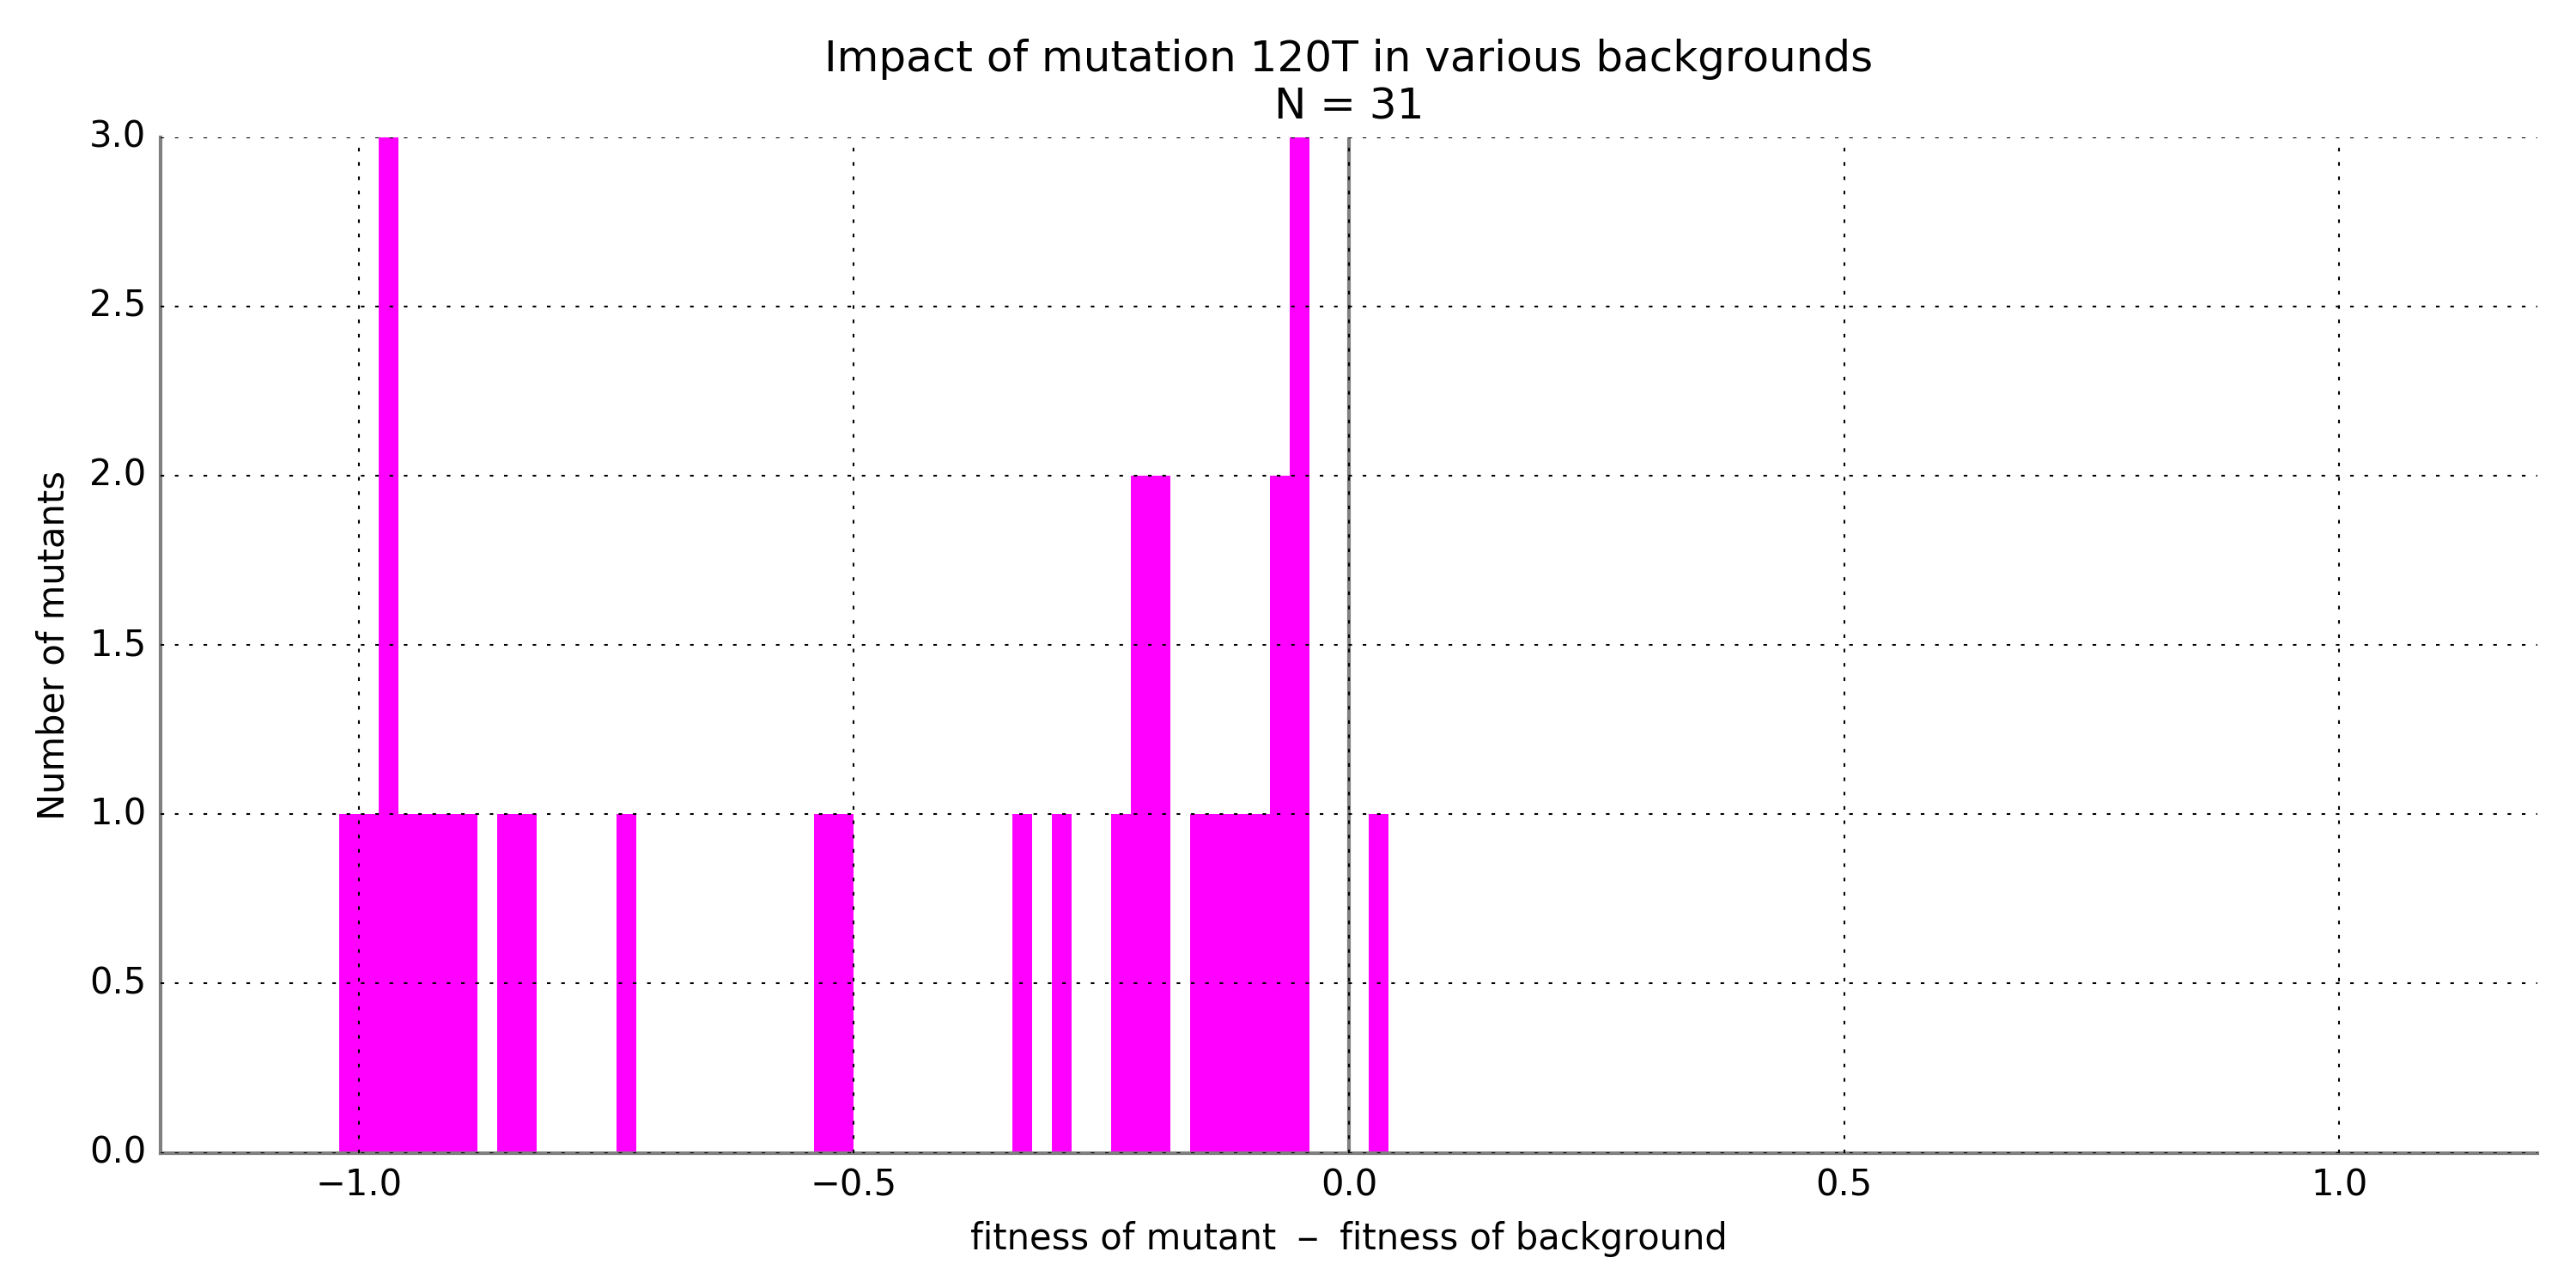 Impact of mutation 120T in various backgrounds
N = 31
Number of mutants
3.0
2.5
2.0
1.5
1.0
0.5
0.0
−1.0 −0.5 0.0 0.5 1.0
fitness of mutant − fitness of background